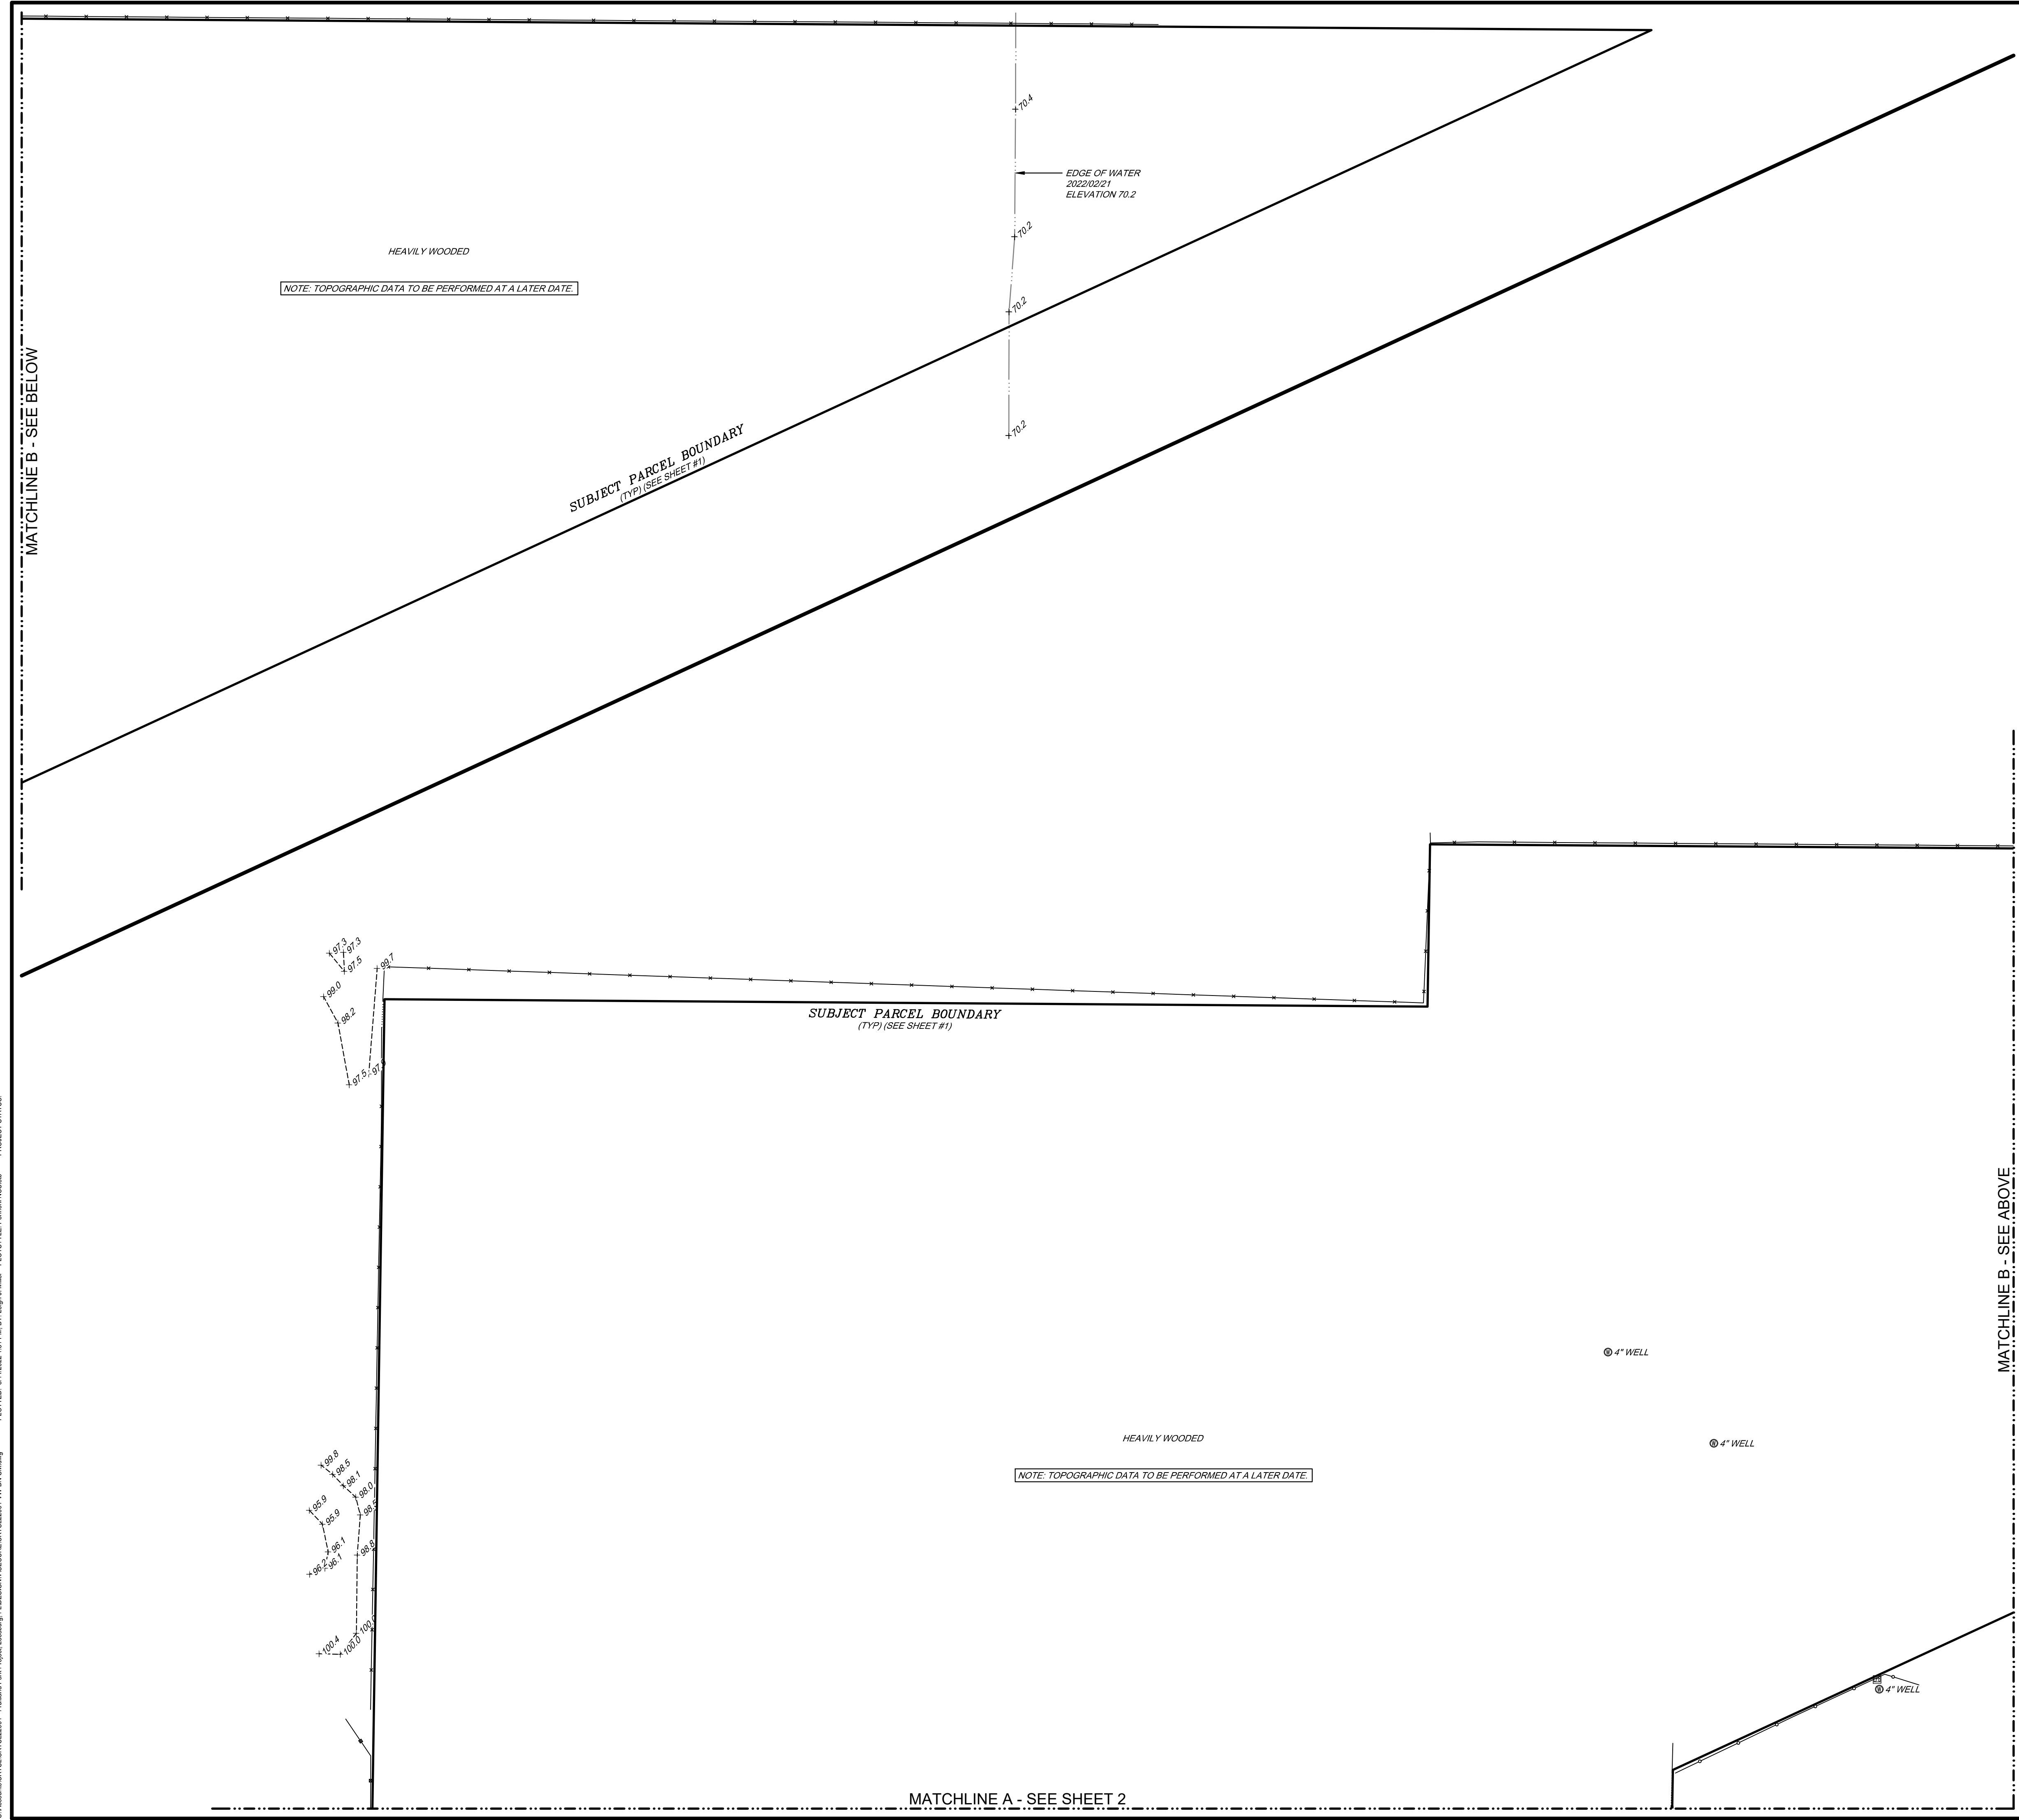 70.4
EDGE OF WATER
2022/02/21
ELEVATION 70.2
70.2
HEAVILY WOODED
NOTE: TOPOGRAPHIC DATA TO BE PERFORMED AT A LATER DATE.
70.2
MATCHLINE B - SEE BELOW
70.2
SUBJECT PARCEL BOUNDARY
(TYP) (SEE SHEET #1)
97.3
97.3
97.5
99.7
99.0
98.2
SUBJECT PARCEL BOUNDARY
(TYP) (SEE SHEET #1)
97.5
MATCHLINE B - SEE ABOVE
4" WELL
HEAVILY WOODED
4" WELL
NOTE: TOPOGRAPHIC DATA TO BE PERFORMED AT A LATER DATE.
99.8
98.5
98.1
98.0
95.9
98.5
95.9
96.1
98.8
96.2
96.1
100.4
100.0
4" WELL
MATCHLINE A - SEE SHEET 2